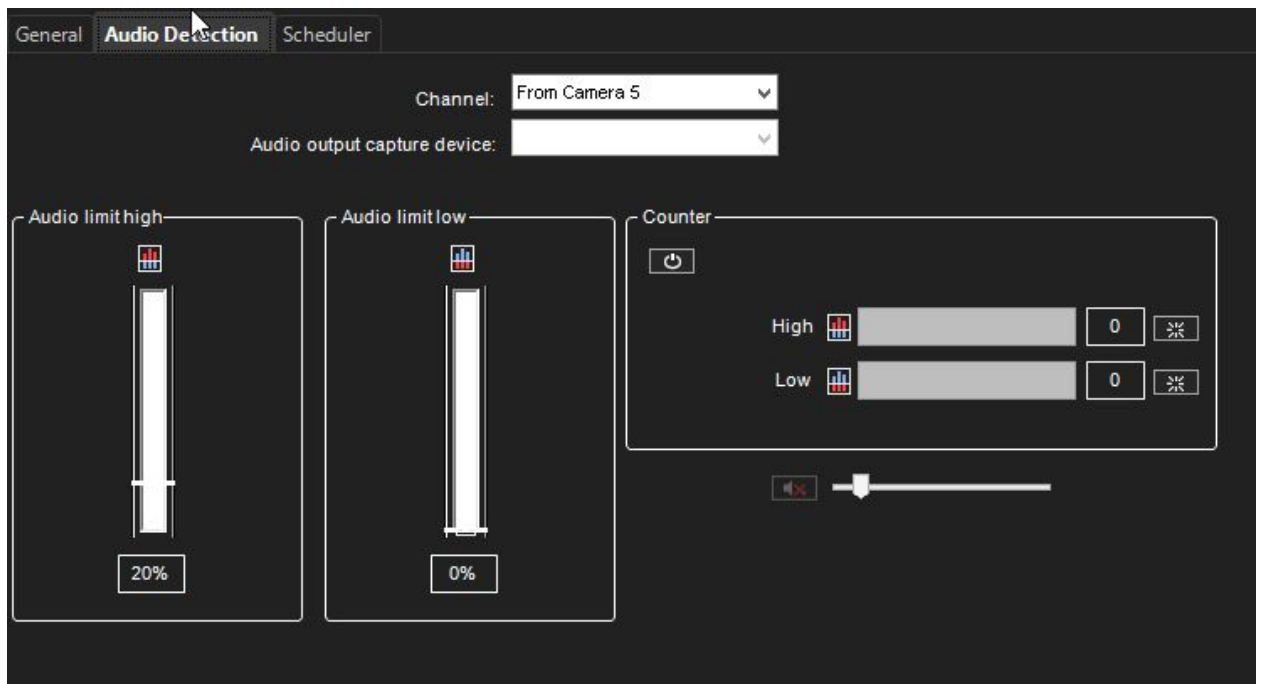 General Audio Detection Scheduler
Channel: From Camera 5
Audio output capture device:
Audio limit high
Audio limit low
Counter
High 0
Low 0
20%
0%